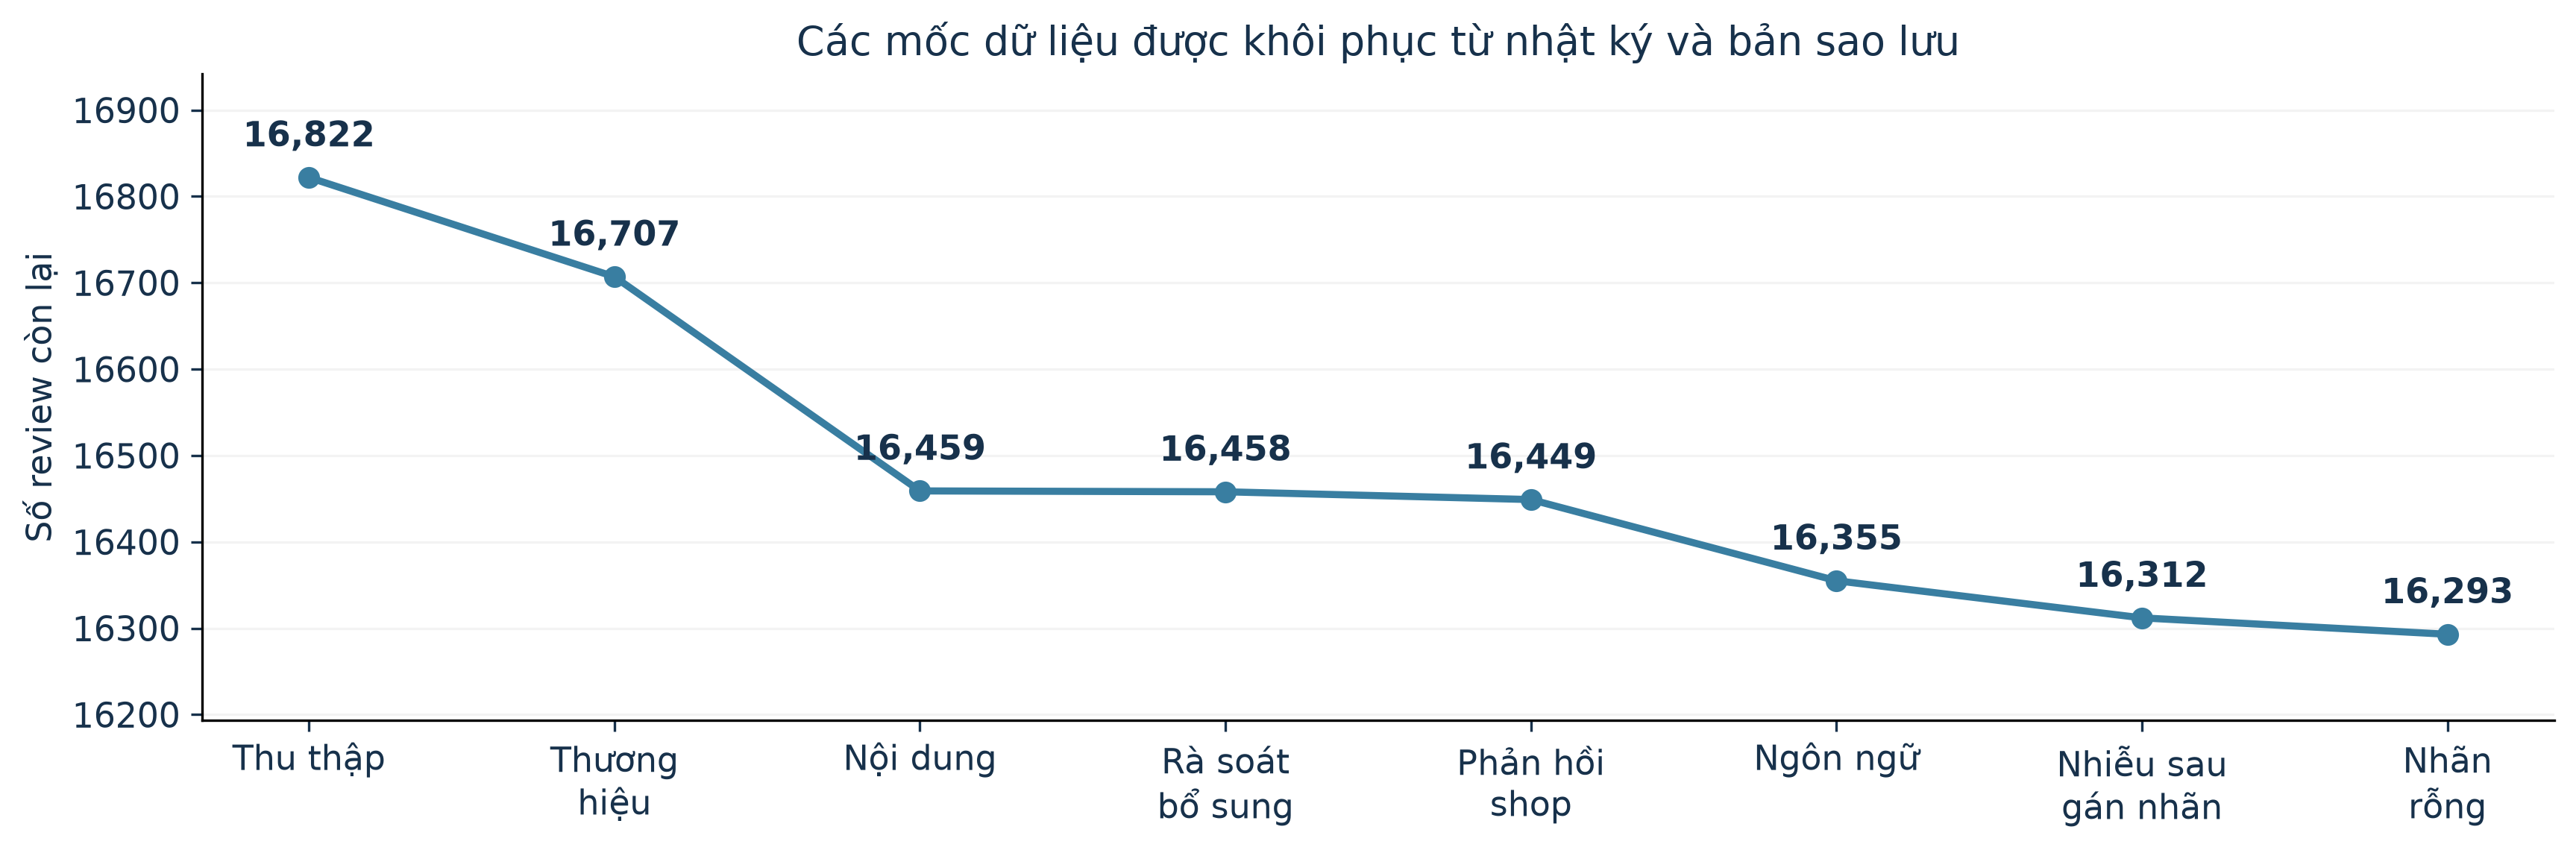 Các mốc dữ liệu được khôi phục từ nhật ký và bản sao lưu
Số review còn lại
16900
16800
16700
16600
16500
16400
16300
16200
16,822
16,707
16,459
16,458
16,449
16,355
16,312
16,293
Thu thập
Thương
hiệu
Nội dung
Rà soát
bổ sung
Phản hồi
shop
Ngôn ngữ
Nhiễu sau
gán nhãn
Nhãn
rỗng